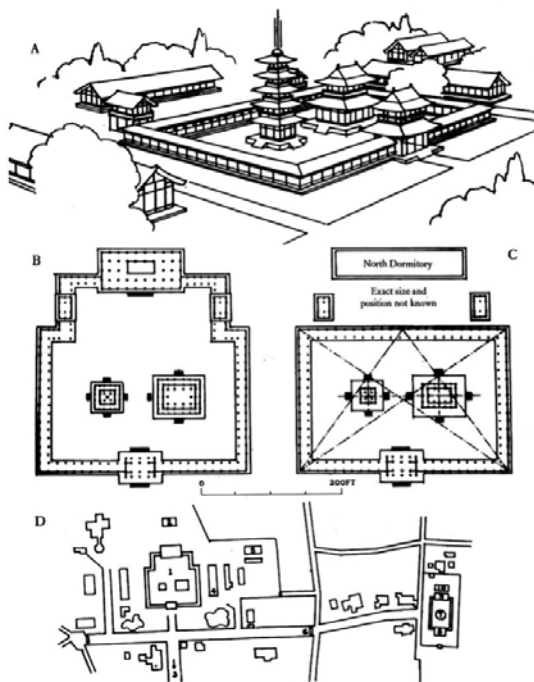 A
B
C
North Dormitory
Exact size and
position not known
0 200FT
D
1